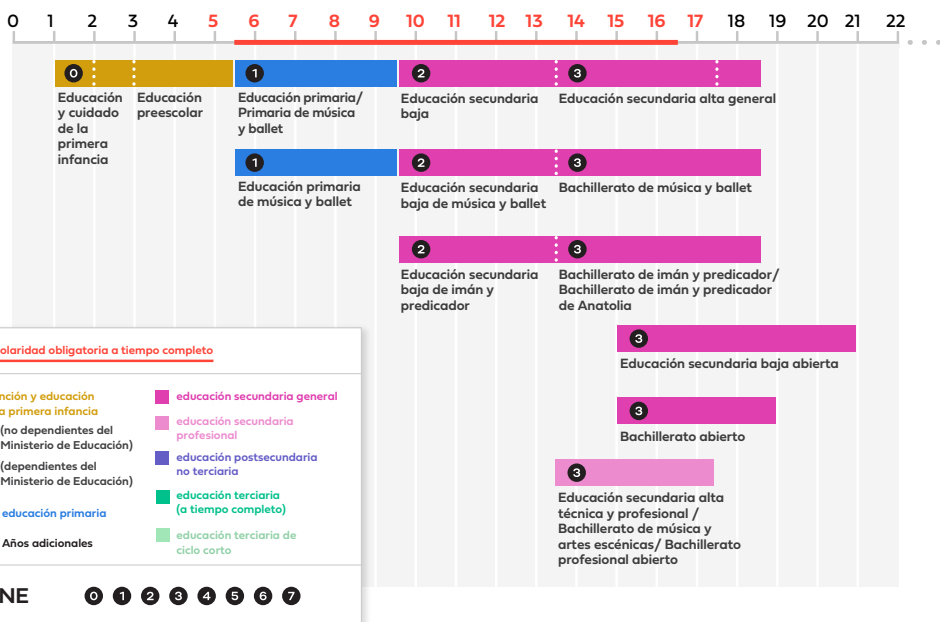 0 1 2 3 4 5 6 7 8 9 10 11 12 13 14 15 16 17 18 19 20 21 22
0
1
2
3
Educación
y cuidado
de la
primera
infancia
Educación
preescolar
Educación primaria/
Primaria de música
y ballet
Educación secundaria
baja
Educación secundaria alta general
1
2
3
Educación primaria
de música y ballet
Educación secundaria
baja de música y ballet
Bachillerato de música y ballet
2
3
Educación secundaria
baja de imán y
predicador
Bachillerato de imán y predicador/
Bachillerato de imán y predicador
de Anatolia
3
Educación secundaria baja abierta
3
Bachillerato abierto
3
Educación secundaria alta
técnica y profesional /
Bachillerato de música y
artes escénicas/ Bachillerato
profesional abierto
olaridad obligatoria a tiempo completo
nción y educación
a primera infancia
(no dependientes del
Ministerio de Educación)
(dependientes del
Ministerio de Educación)
educación primaria
Años adicionales
educación secundaria general
educación secundaria
profesional
educación postsecundaria
no terciaria
educación terciaria
(a tiempo completo)
educación terciaria de
ciclo corto
NE 0 1 2 3 4 5 6 7